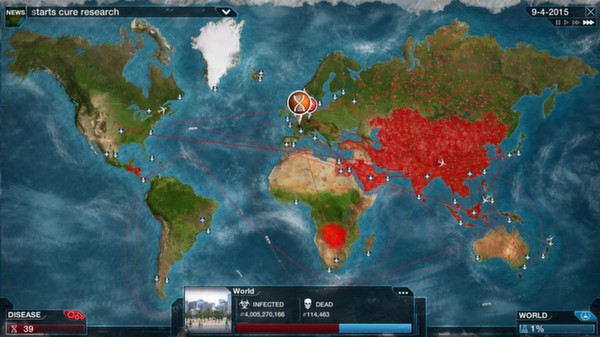 NEWS starts cure research 9-4-2015
World
INFECTED DEAD
#4,005,270,166 #114,463
DISEASE WORLD
39 1%